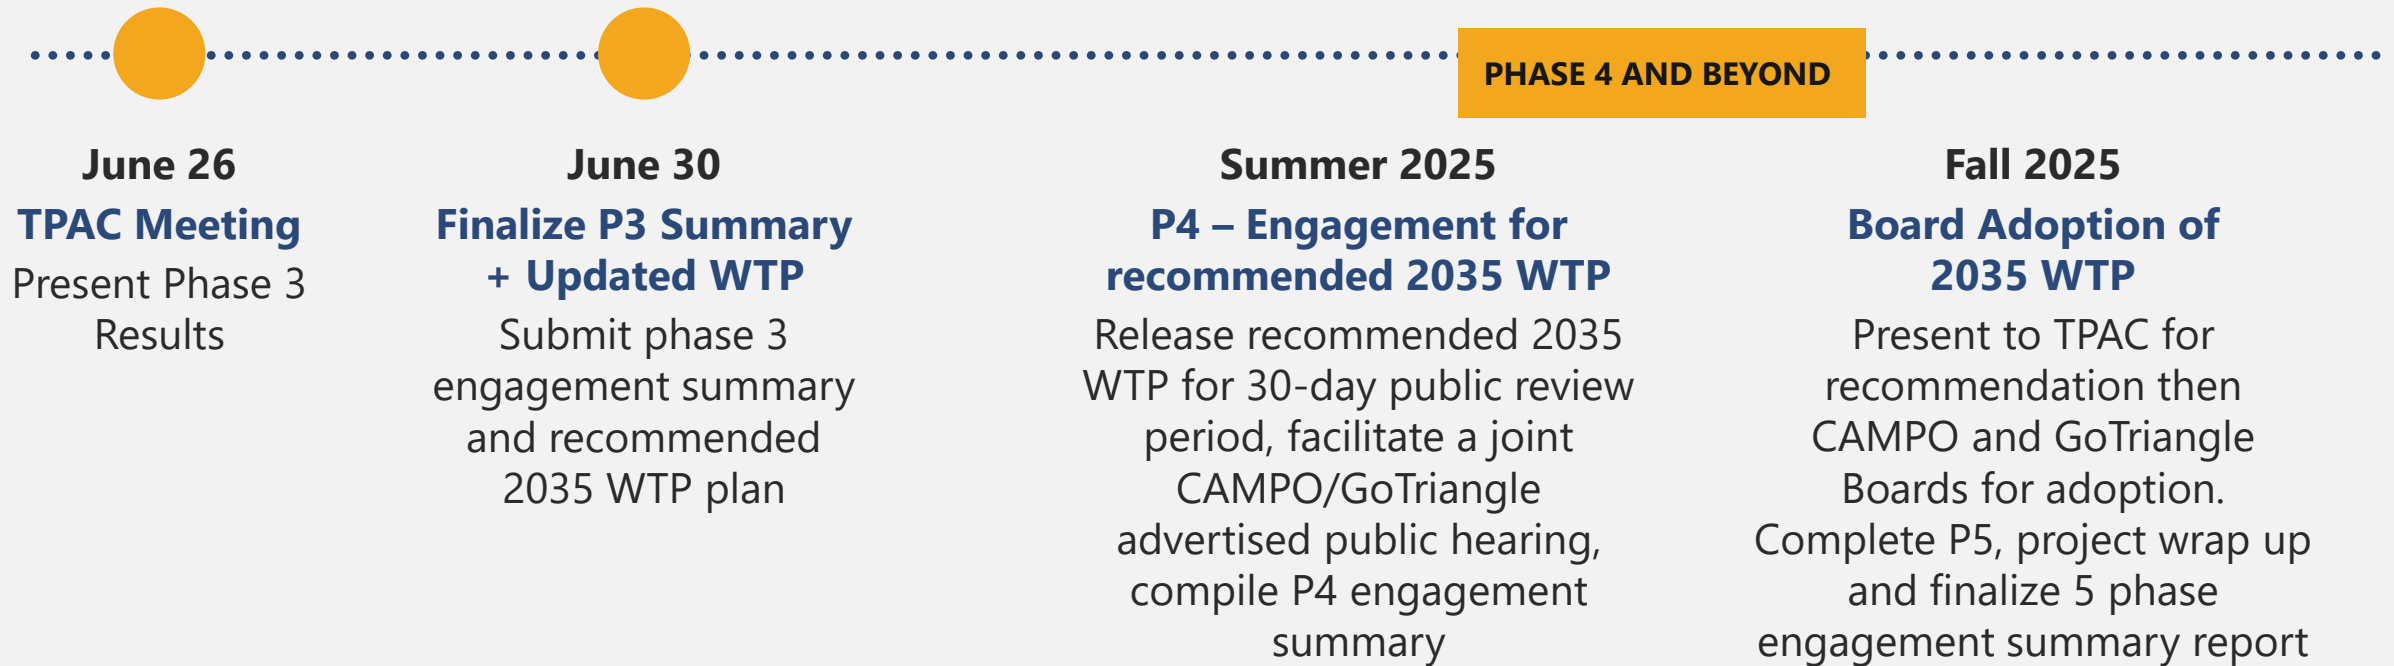 PHASE 4 AND BEYOND
June 26
TPAC Meeting
Present Phase 3
Results
June 30
Finalize P3 Summary
+ Updated WTP
Submit phase 3
engagement summary
and recommended
2035 WTP plan
Summer 2025
P4 – Engagement for
recommended 2035 WTP
Release recommended 2035
WTP for 30-day public review
period, facilitate a joint
CAMPO/GoTriangle
advertised public hearing,
compile P4 engagement
summary
Fall 2025
Board Adoption of
2035 WTP
Present to TPAC for
recommendation then
CAMPO and GoTriangle
Boards for adoption.
Complete P5, project wrap up
and finalize 5 phase
engagement summary report